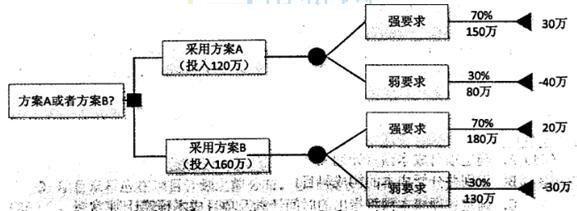 方案A或者方案B?
采用方案A
（投入120万）
强要求
70%
150万
30万
弱要求
30%
80万
-40万
采用方案B
（投入160万）
强要求
70%
180万
20万
弱要求
30%
130万
-30万